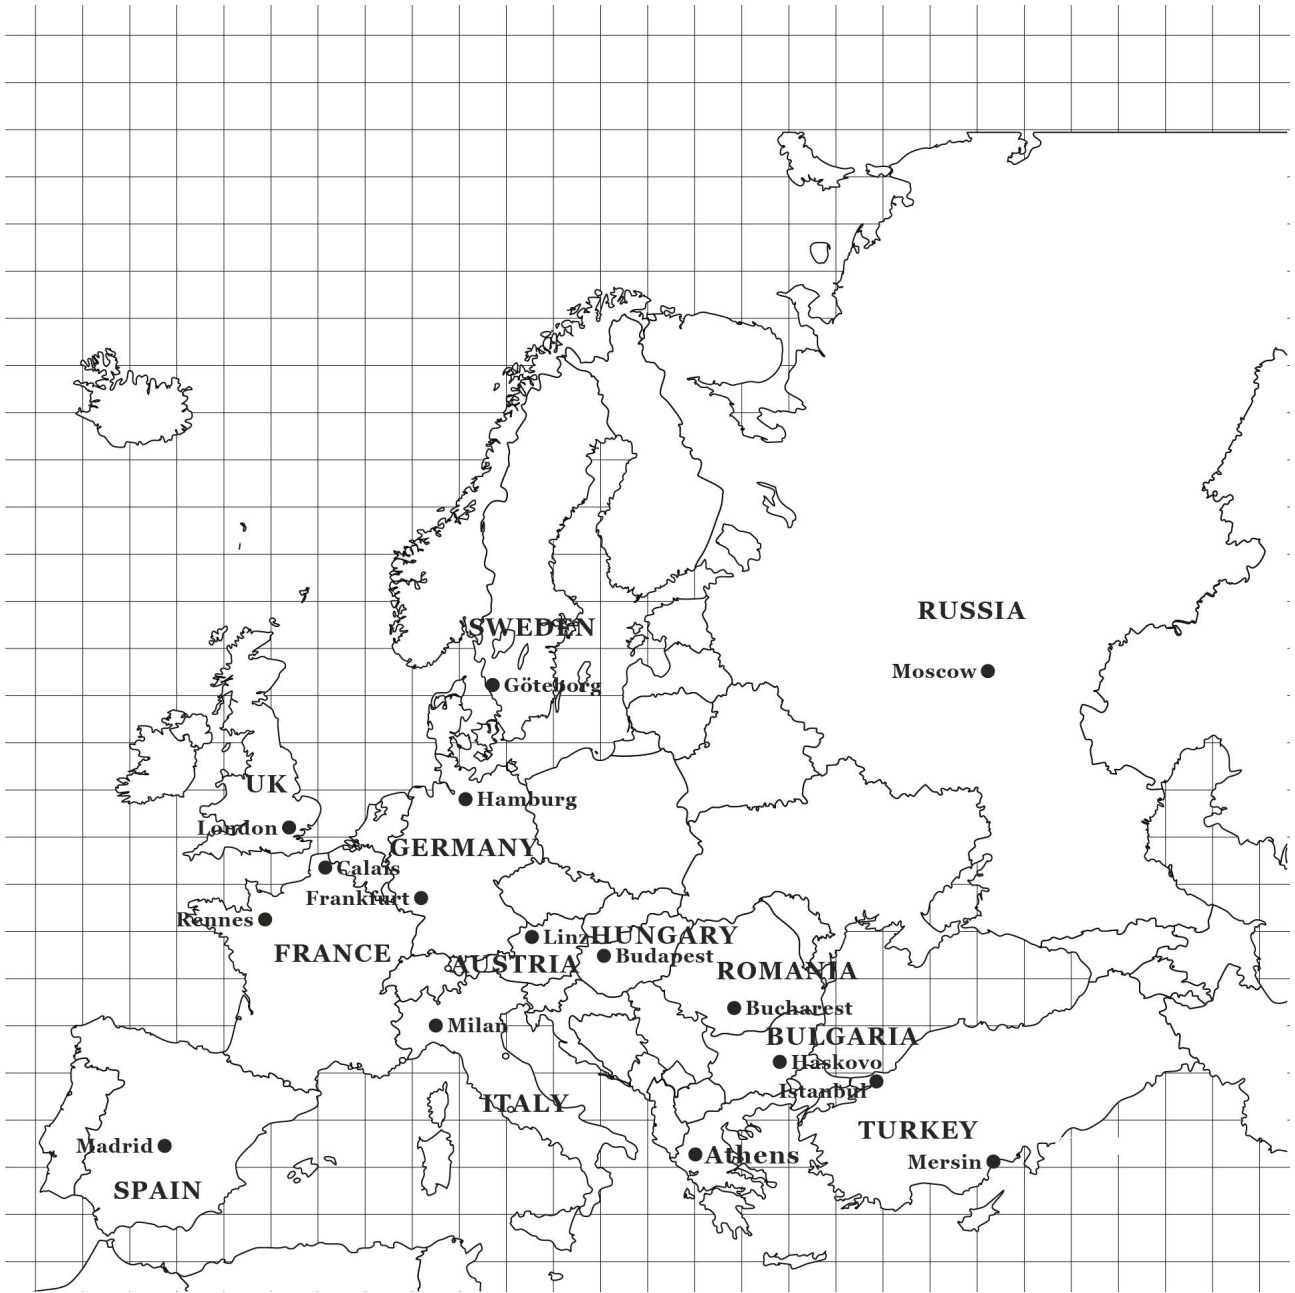 RUSSIA
SWEDEN
Moscow
Göteborg
UK
Hamburg
London
GERMANY
Calais
Frankfurt
Rennes
Linz
HUNGARY
FRANCE
Budapest
AUSTRIA
ROMANIA
Bucharest
Milan
BULGARIA
Haskovo
Istanbul
ITALY
TURKEY
Madrid
Athens
Mersin
SPAIN